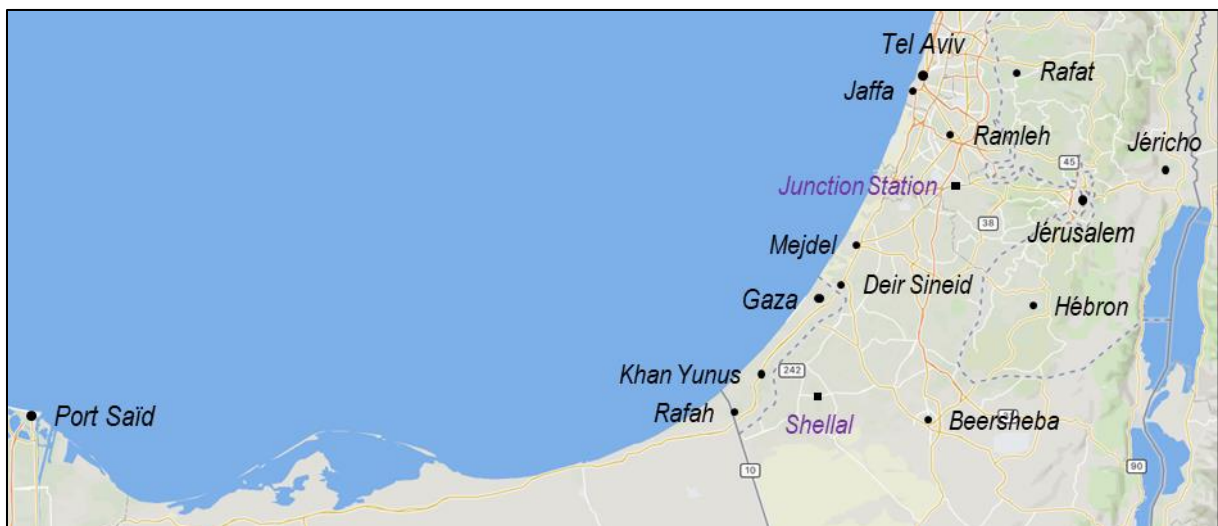 Tel Aviv
Rafat
Jaffa
Ramleh
Jéricho
45
Junction Station
38
Jérusalem
Mejdel
Deir Sineid
Gaza
Hébron
Khan Yunus
242
Rafah
Port Saïd
Shellal
Beersheba
10
90